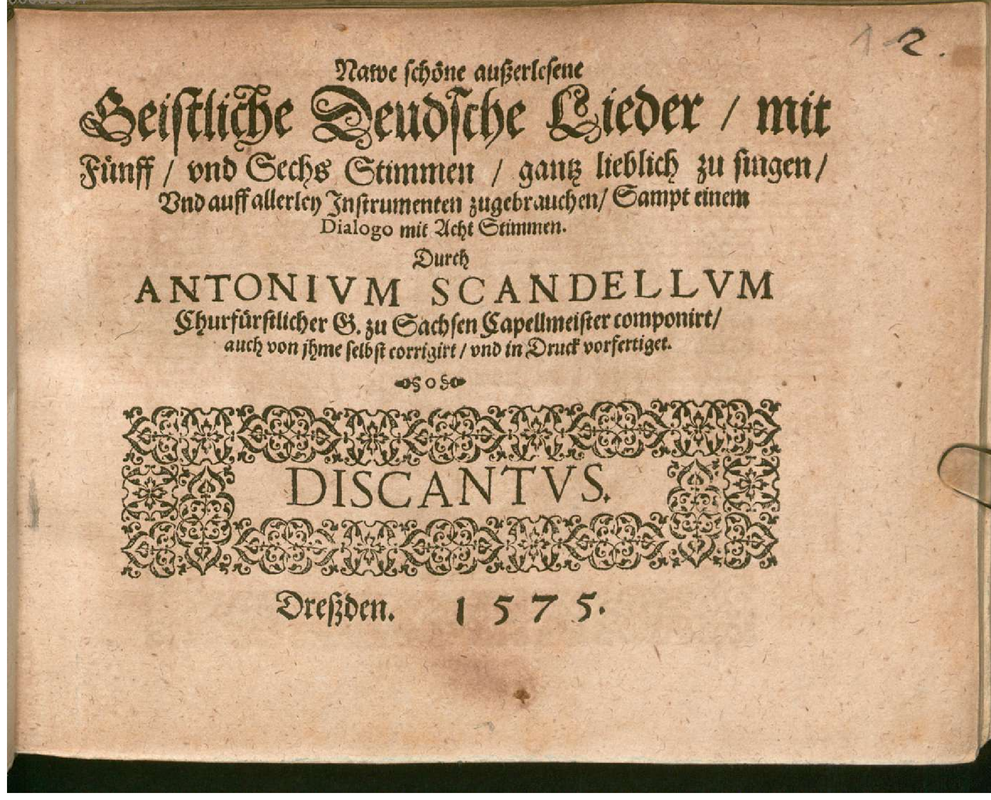 12.
Nawe schöne außerlesene
Geistliche Deudsche Lieder / mit
Fünff / vnd Sechs Stimmen / gantz lieblich zu singen /
Vnd auff allerley Instrumenten zugebrauchen / Sampt einem
Dialogo mit Acht Stimmen.
Durch
ANTONIVM SCANDELLVM
Churfürstlicher G. zu Sachsen Capellmeister componirt /
auch von jhme selbst corrigirt / vnd in Druck vorfertiget.
DISCANTVS.
Dreßden. 1575.